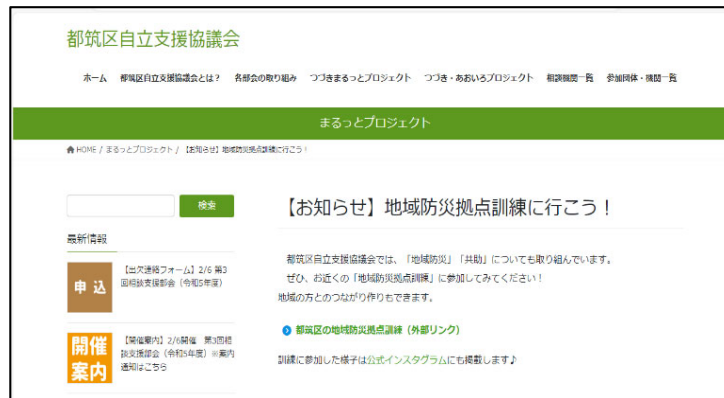 都筑区自立支援協議会
ホーム 都筑区自立支援協議会とは？ 各部会の取り組み つづきまるっとプロジェクト つづき・あおいろプロジェクト 相談機関一覧 参加団体・機関一覧
まるっとプロジェクト
HOME / まるっとプロジェクト / 【お知らせ】地域防災拠点訓練に行こう！
検索
最新情報
申込
【出欠連絡フォーム】2/6 第3
回相談支援部会（令和5年度）
開催
案内
【開催案内】2/6開催 第3回相
談支援部会（令和5年度）※案内
通知はこちら
【お知らせ】地域防災拠点訓練に行こう！
都筑区自立支援協議会では、「地域防災」「共助」についても取り組んでいます。
ぜひ、お近くの「地域防災拠点訓練」に参加してみてください！
地域の方とのつながり作りもできます。
都筑区の地域防災拠点訓練（外部リンク）
訓練に参加した様子は公式インスタグラムにも掲載します♪